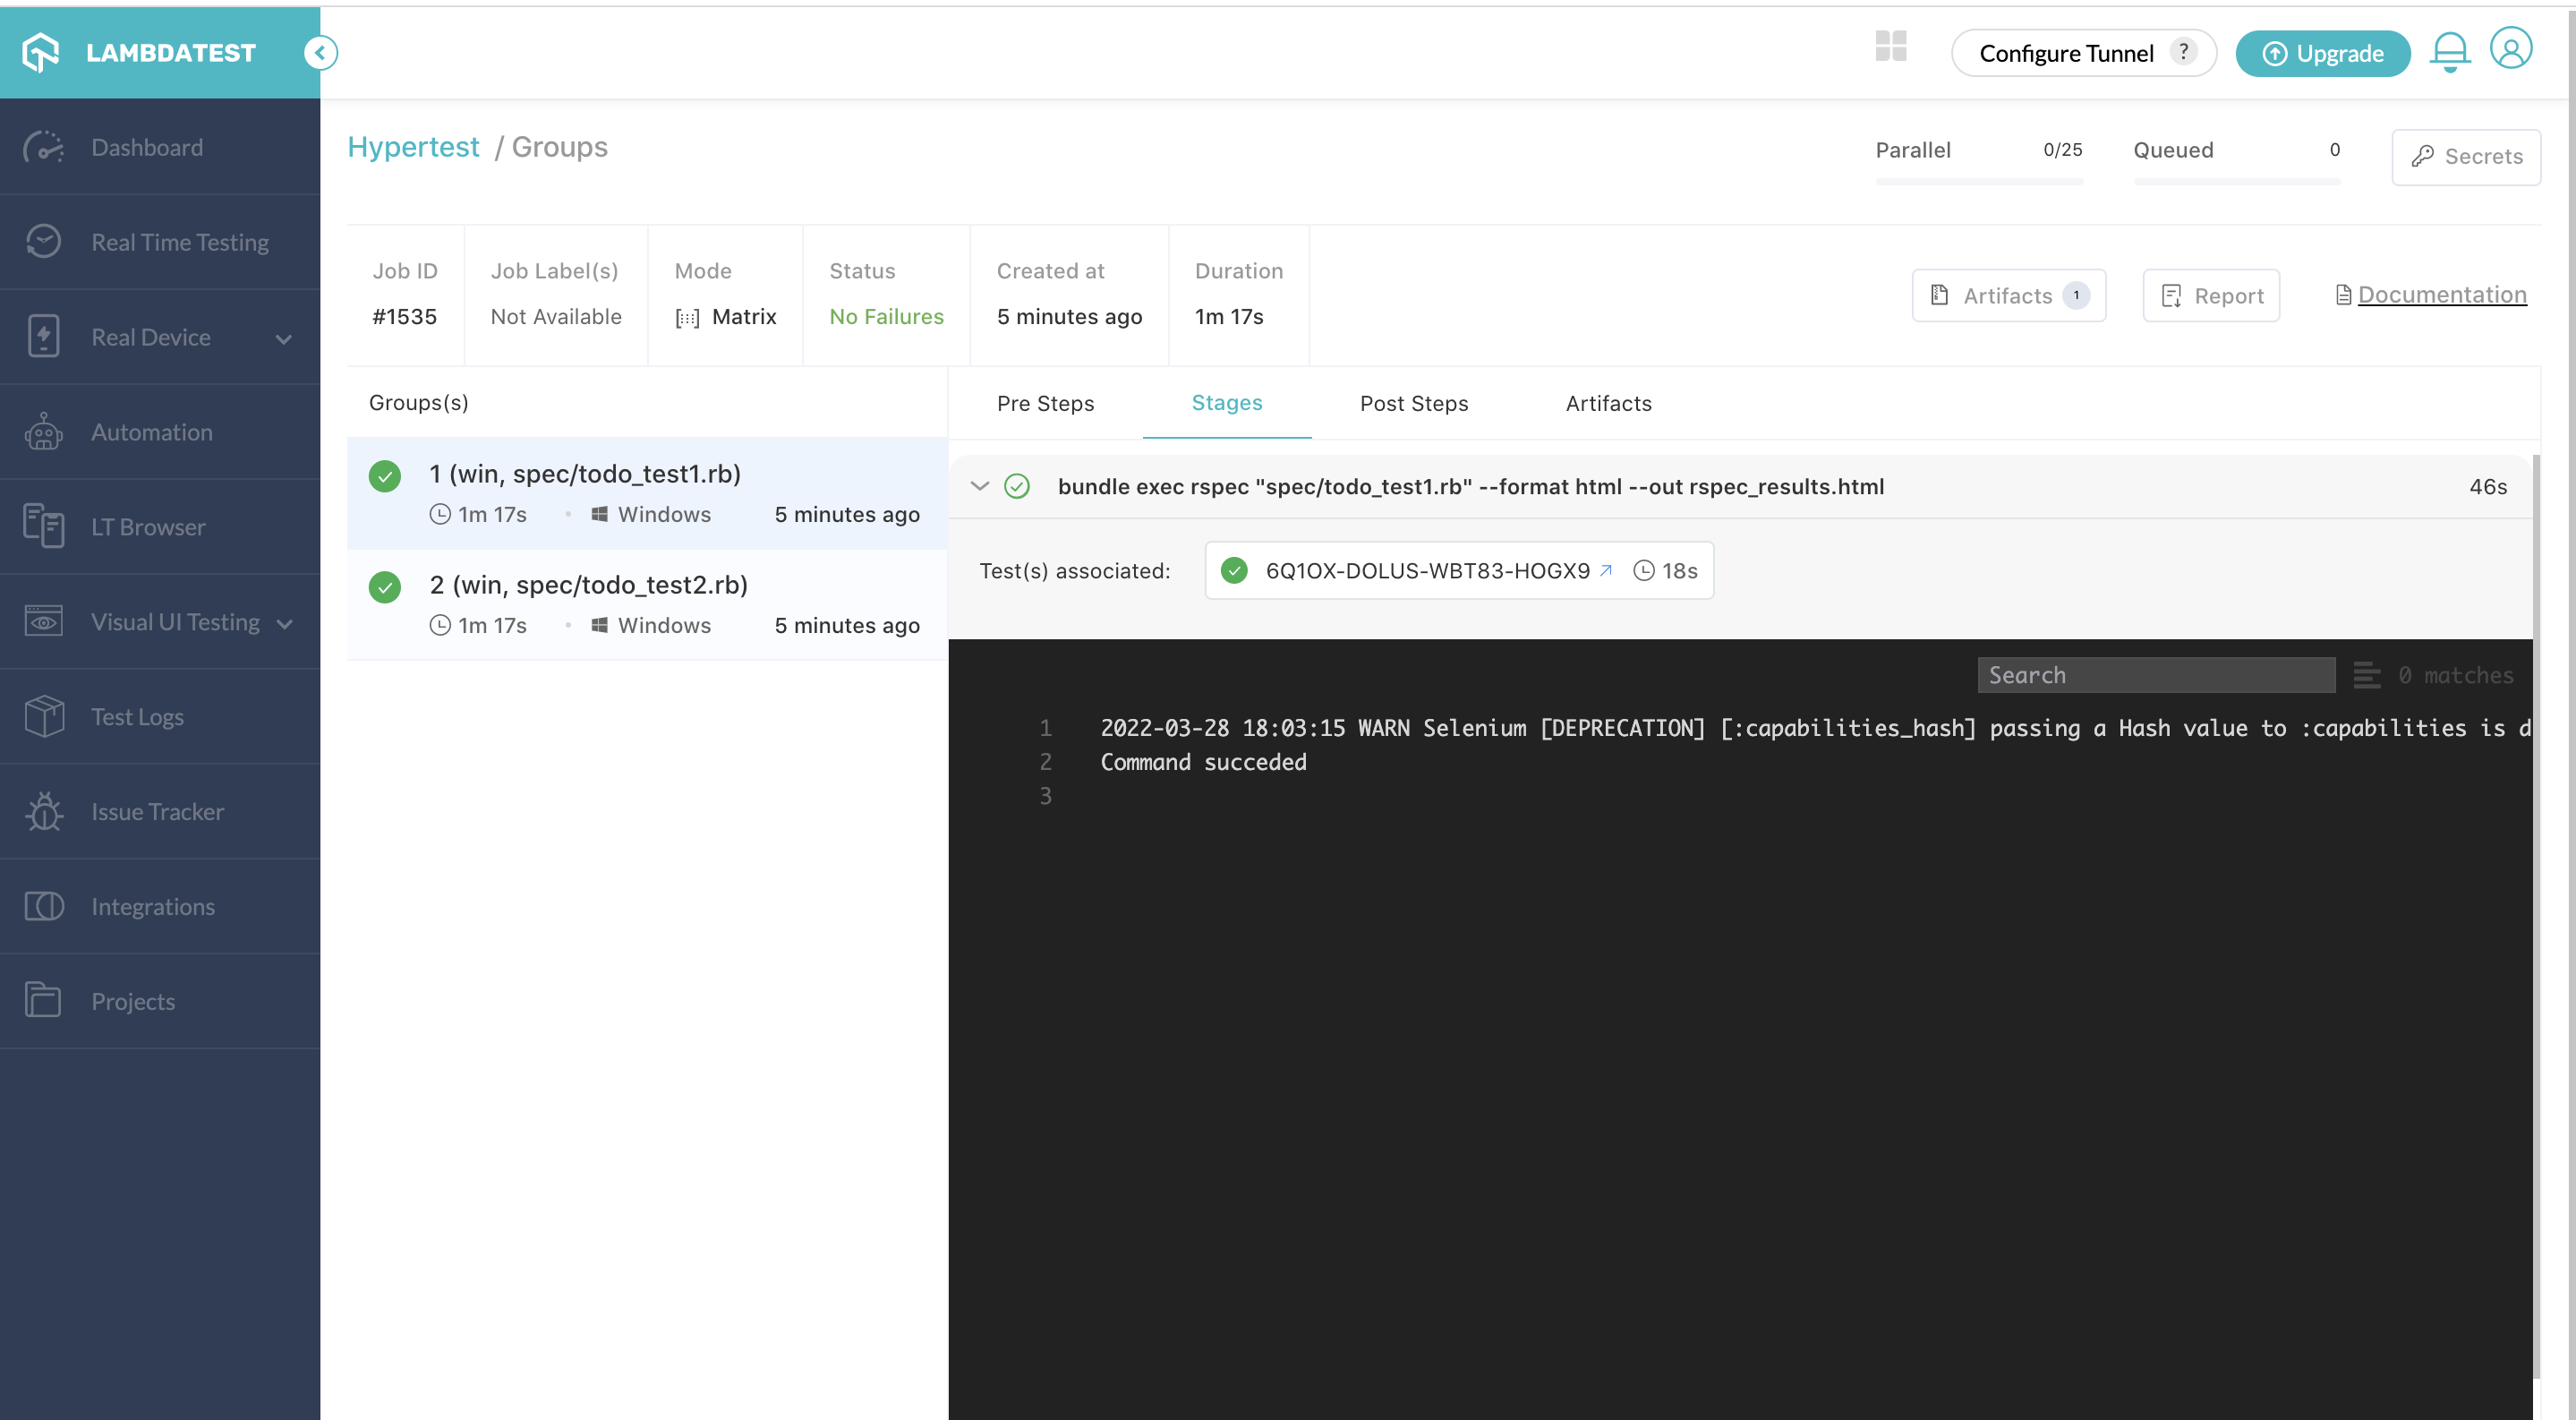 LAMBDATEST
Configure Tunnel ?
Upgrade
Dashboard
Real Time Testing
Real Device
Automation
LT Browser
Visual UI Testing
Test Logs
Issue Tracker
Integrations
Projects
Hypertest / Groups
Parallel 0/25
Queued 0
Secrets
Job ID
#1535
Job Label(s)
Not Available
Mode
Matrix
Status
No Failures
Created at
5 minutes ago
Duration
1m 17s
Artifacts 1
Report
Documentation
Groups(s)
1 (win, spec/todo_test1.rb)
1m 17s • Windows 5 minutes ago
2 (win, spec/todo_test2.rb)
1m 17s • Windows 5 minutes ago
Pre Steps Stages Post Steps Artifacts
bundle exec rspec "spec/todo_test1.rb" --format html --out rspec_results.html 46s
Test(s) associated: 6Q1OX-DOLUS-WBT83-HOGX9 18s
Search 0 matches
1 2022-03-28 18:03:15 WARN Selenium [DEPRECATION] [:capabilities_hash] passing a Hash value to :capabilities is d
2 Command succeded
3